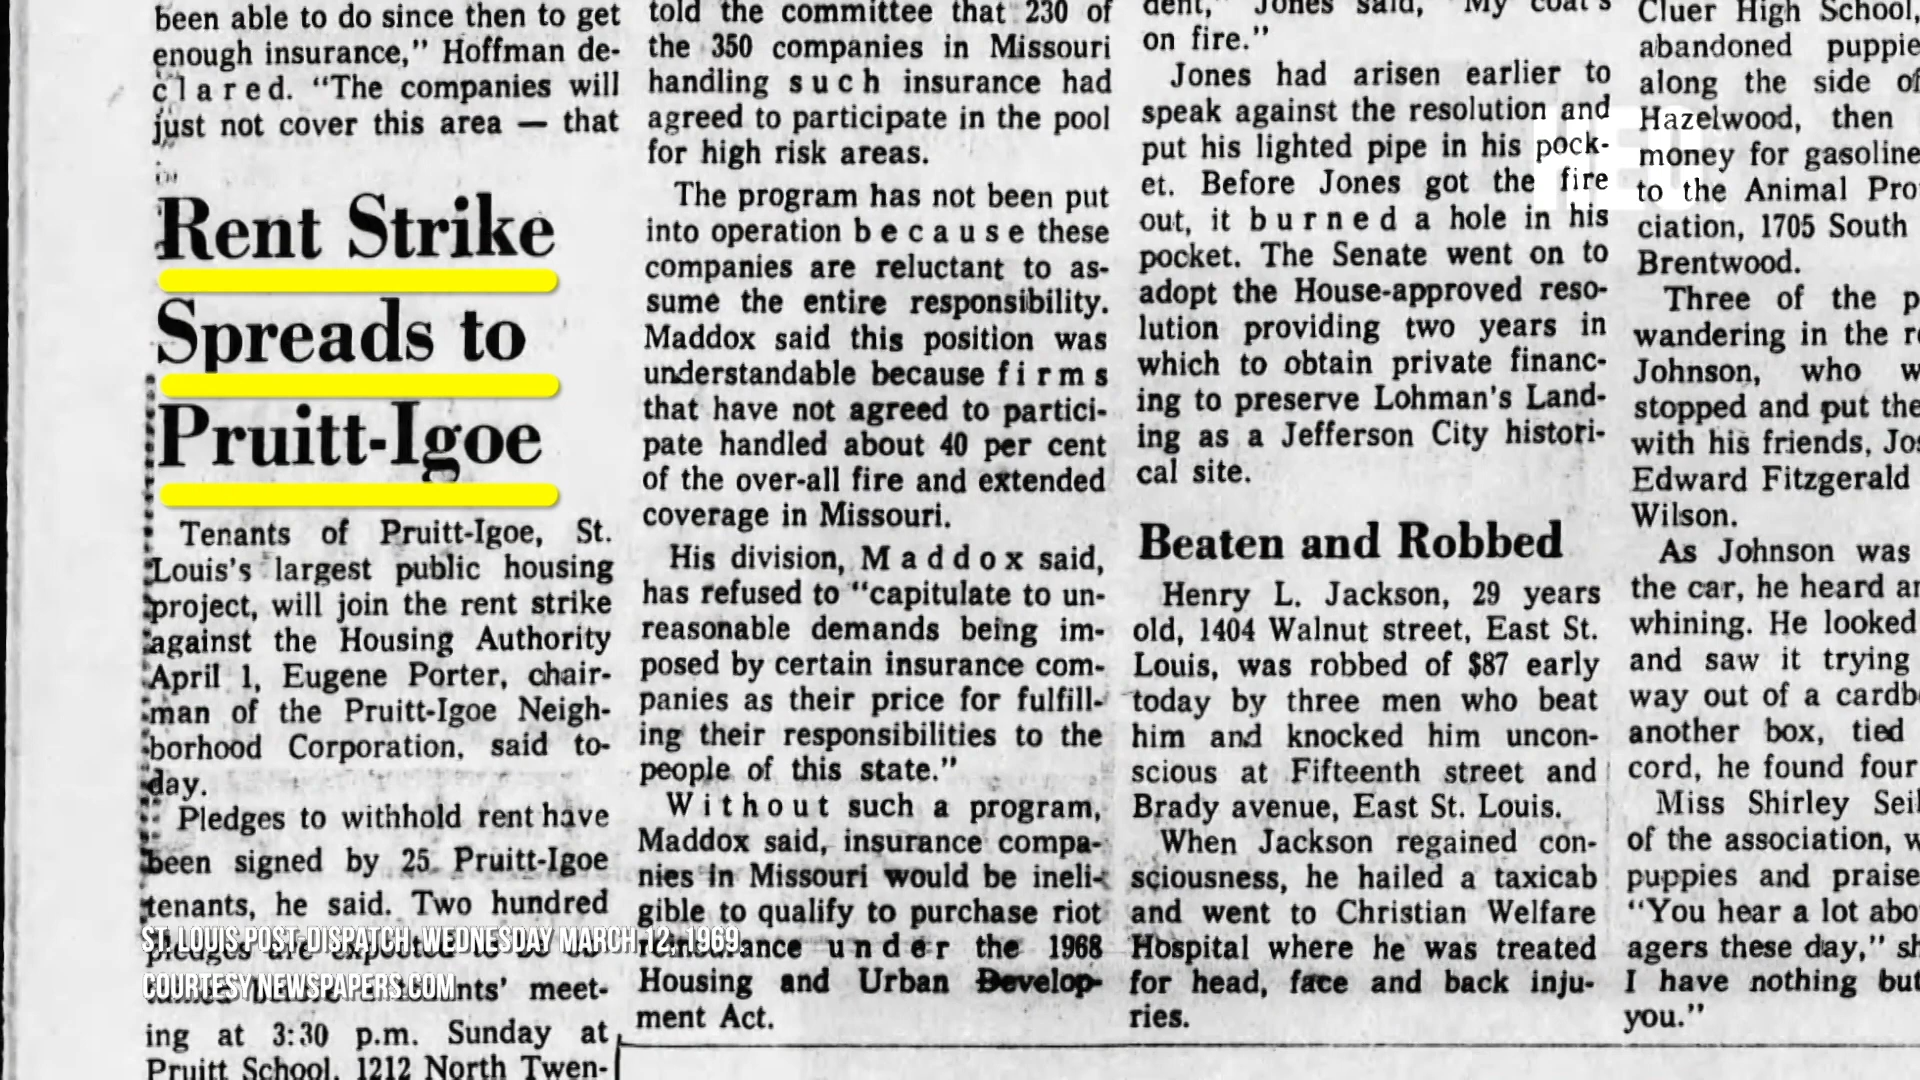 been able to do since then to get
enough insurance,” Hoffman de-
clared. “The companies will
just not cover this area — that
Rent Strike
Spreads to
Pruitt-Igoe
Tenants of Pruitt-Igoe, St.
Louis's largest public housing
project, will join the rent strike
against the Housing Authority
April 1, Eugene Porter, chair-
man of the Pruitt-Igoe Neigh-
borhood Corporation, said to-
day.
Pledges to withhold rent have
been signed by 25 Pruitt-Igoe
tenants, he said. Two hundred
pledges are expected to be
nts' meet-
ing at 3:30 p.m. Sunday at
Pruitt School, 1212 North Twen-
told the committee that 230 of
the 350 companies in Missouri
handling such insurance had
agreed to participate in the pool
for high risk areas.
The program has not been put
into operation because these
companies are reluctant to as-
sume the entire responsibility.
Maddox said this position was
understandable because firms
that have not agreed to partici-
pate handled about 40 per cent
of the over-all fire and extended
coverage in Missouri.
His division, Maddox said,
has refused to “capitulate to un-
reasonable demands being im-
posed by certain insurance com-
panies as their price for fulfill-
ing their responsibilities to the
people of this state.”
Without such a program,
Maddox said, insurance compa-
nies in Missouri would be ineli-
gible to qualify to purchase riot
reinsurance under the 1968
Housing and Urban Develop-
ment Act.
dent,” Jones said, “My coat's
on fire.”
Jones had arisen earlier to
speak against the resolution and
put his lighted pipe in his pock-
et. Before Jones got the fire
out, it burned a hole in his
pocket. The Senate went on to
adopt the House-approved reso-
lution providing two years in
which to obtain private financ-
ing to preserve Lohman's Land-
ing as a Jefferson City histori-
cal site.
Beaten and Robbed
Henry L. Jackson, 29 years
old, 1404 Walnut street, East St.
Louis, was robbed of $87 early
today by three men who beat
him and knocked him uncon-
scious at Fifteenth street and
Brady avenue, East St. Louis.
When Jackson regained con-
sciousness, he hailed a taxicab
and went to Christian Welfare
Hospital where he was treated
for head, face and back inju-
ries.
Cluer High School,
abandoned puppie
along the side of
Hazelwood, then
money for gasoline
to the Animal Pro
ciation, 1705 South
Brentwood.
Three of the p
wandering in the r
Johnson, who w
stopped and put the
with his friends, Jos
Edward Fitzgerald
Wilson.
As Johnson was
the car, he heard an
whining. He looked
and saw it trying
way out of a cardb
another box, tied
cord, he found four
Miss Shirley Seil
of the association, w
puppies and praise
“You hear a lot abo
agers these day,” sh
I have nothing but
you.”
ST. LOUIS POST-DISPATCH, WEDNESDAY MARCH 12, 1969.
COURTESY NEWSPAPERS.COM